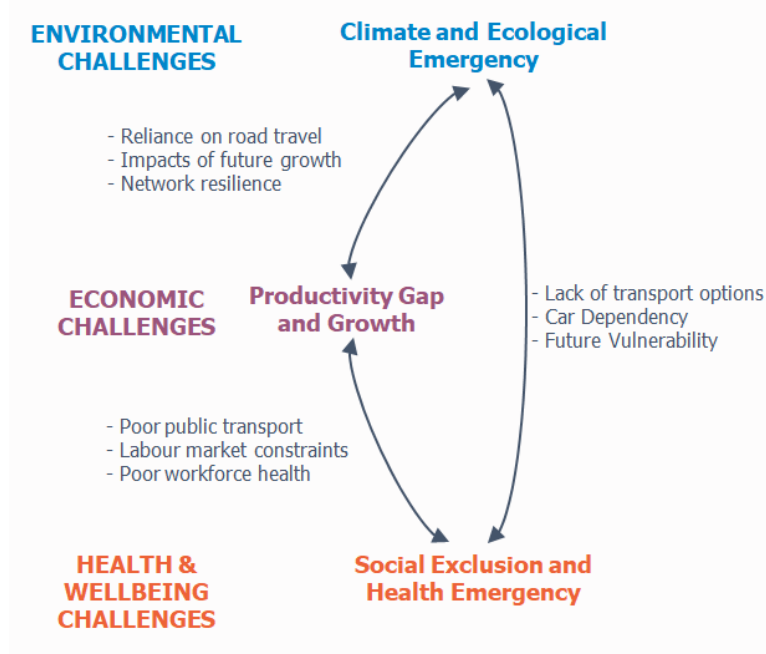 ENVIRONMENTAL
CHALLENGES
Climate and Ecological
Emergency
- Reliance on road travel
- Impacts of future growth
- Network resilience
ECONOMIC
CHALLENGES
Productivity Gap
and Growth
- Lack of transport options
- Car Dependency
- Future Vulnerability
- Poor public transport
- Labour market constraints
- Poor workforce health
HEALTH &
WELLBEING
CHALLENGES
Social Exclusion and
Health Emergency